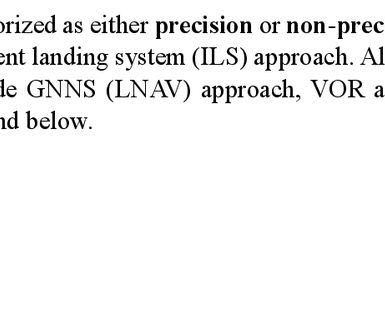 orized as either precision or non-prec
ent landing system (ILS) approach. Al
de GNNS (LNAV) approach, VOR a
nd below.